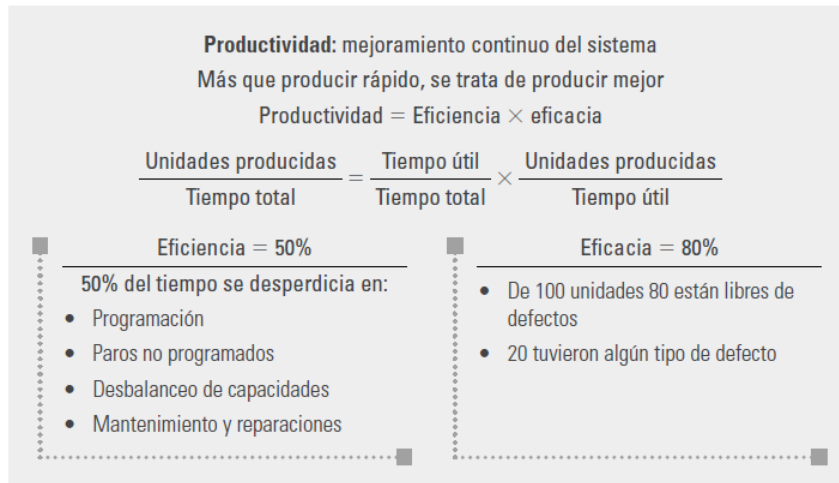 Productividad: mejoramiento continuo del sistema
Más que producir rápido, se trata de producir mejor
Productividad = Eficiencia × eficacia
Unidades producidas / Tiempo total = Tiempo útil / Tiempo total × Unidades producidas / Tiempo útil
Eficiencia = 50%
50% del tiempo se desperdicia en:
• Programación
• Paros no programados
• Desbalanceo de capacidades
• Mantenimiento y reparaciones
Eficacia = 80%
• De 100 unidades 80 están libres de
defectos
• 20 tuvieron algún tipo de defecto